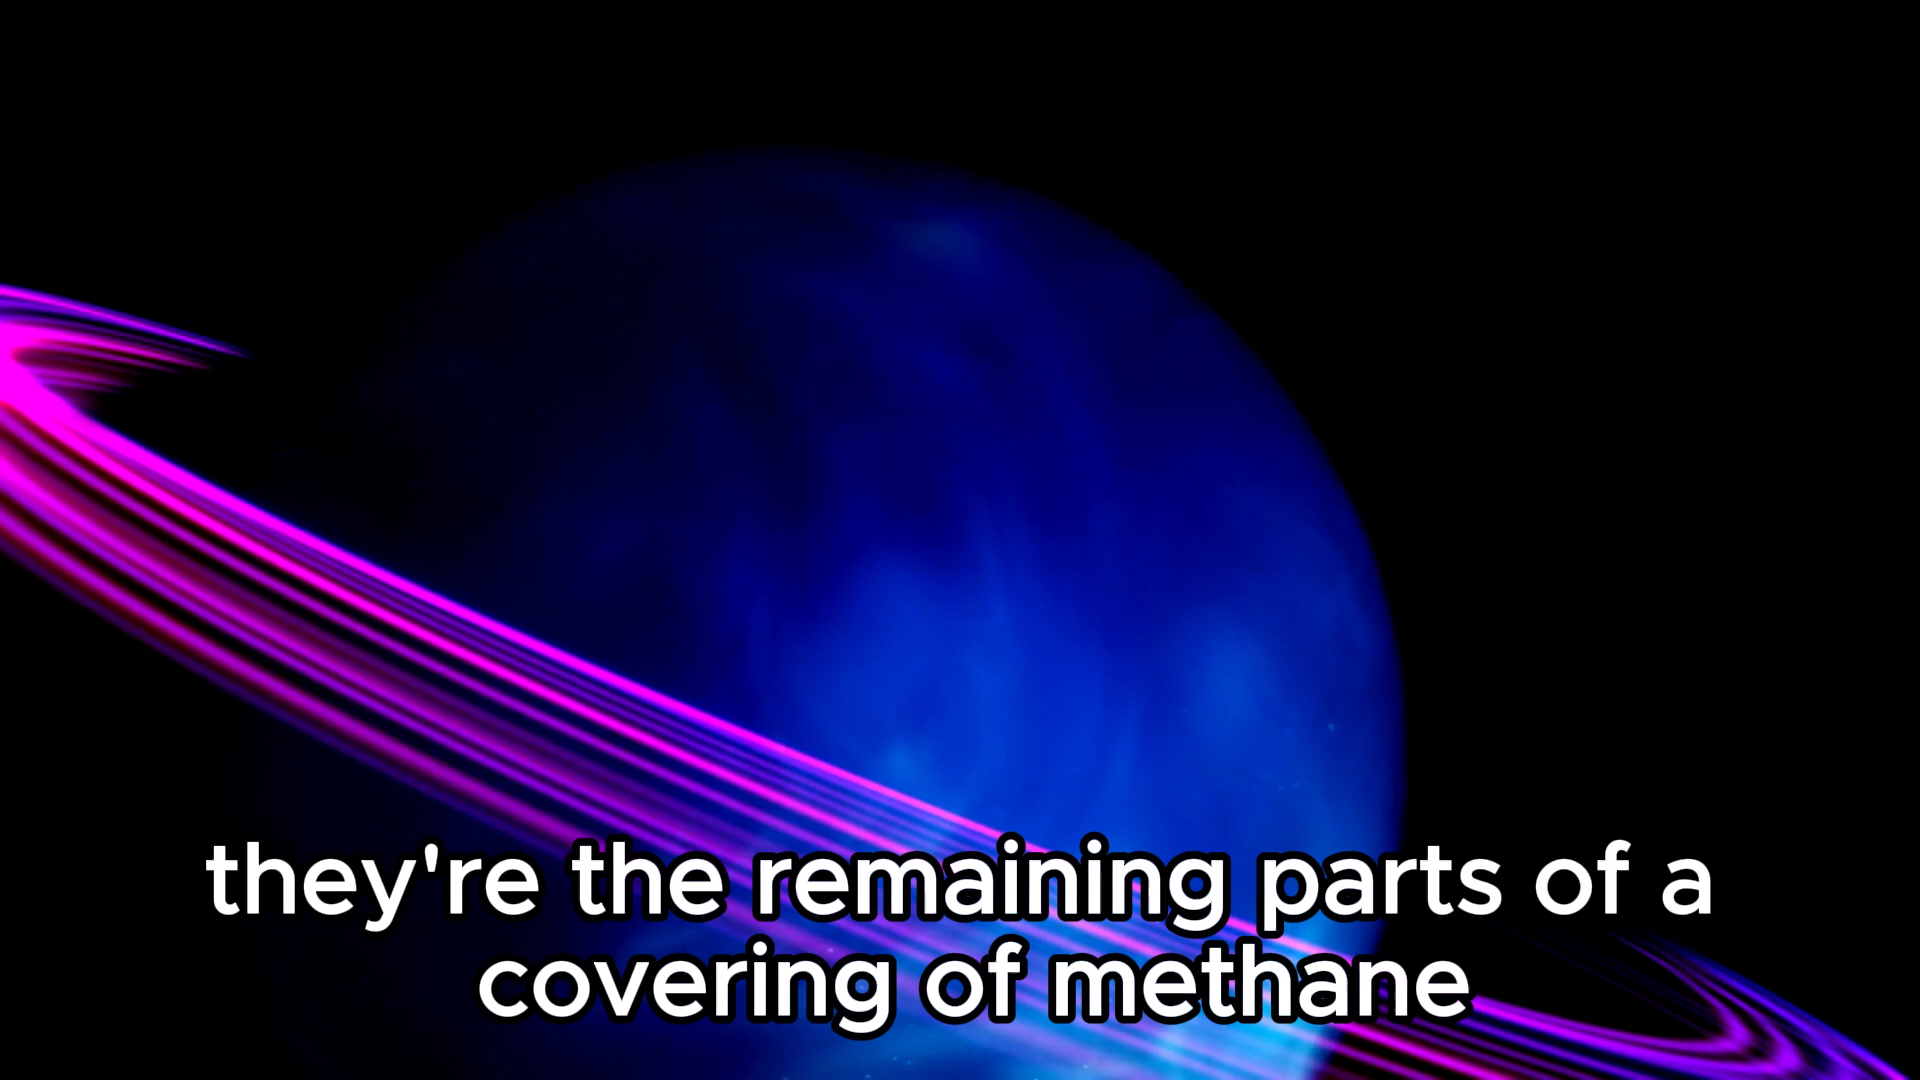 they're the remaining parts of a
covering of methane